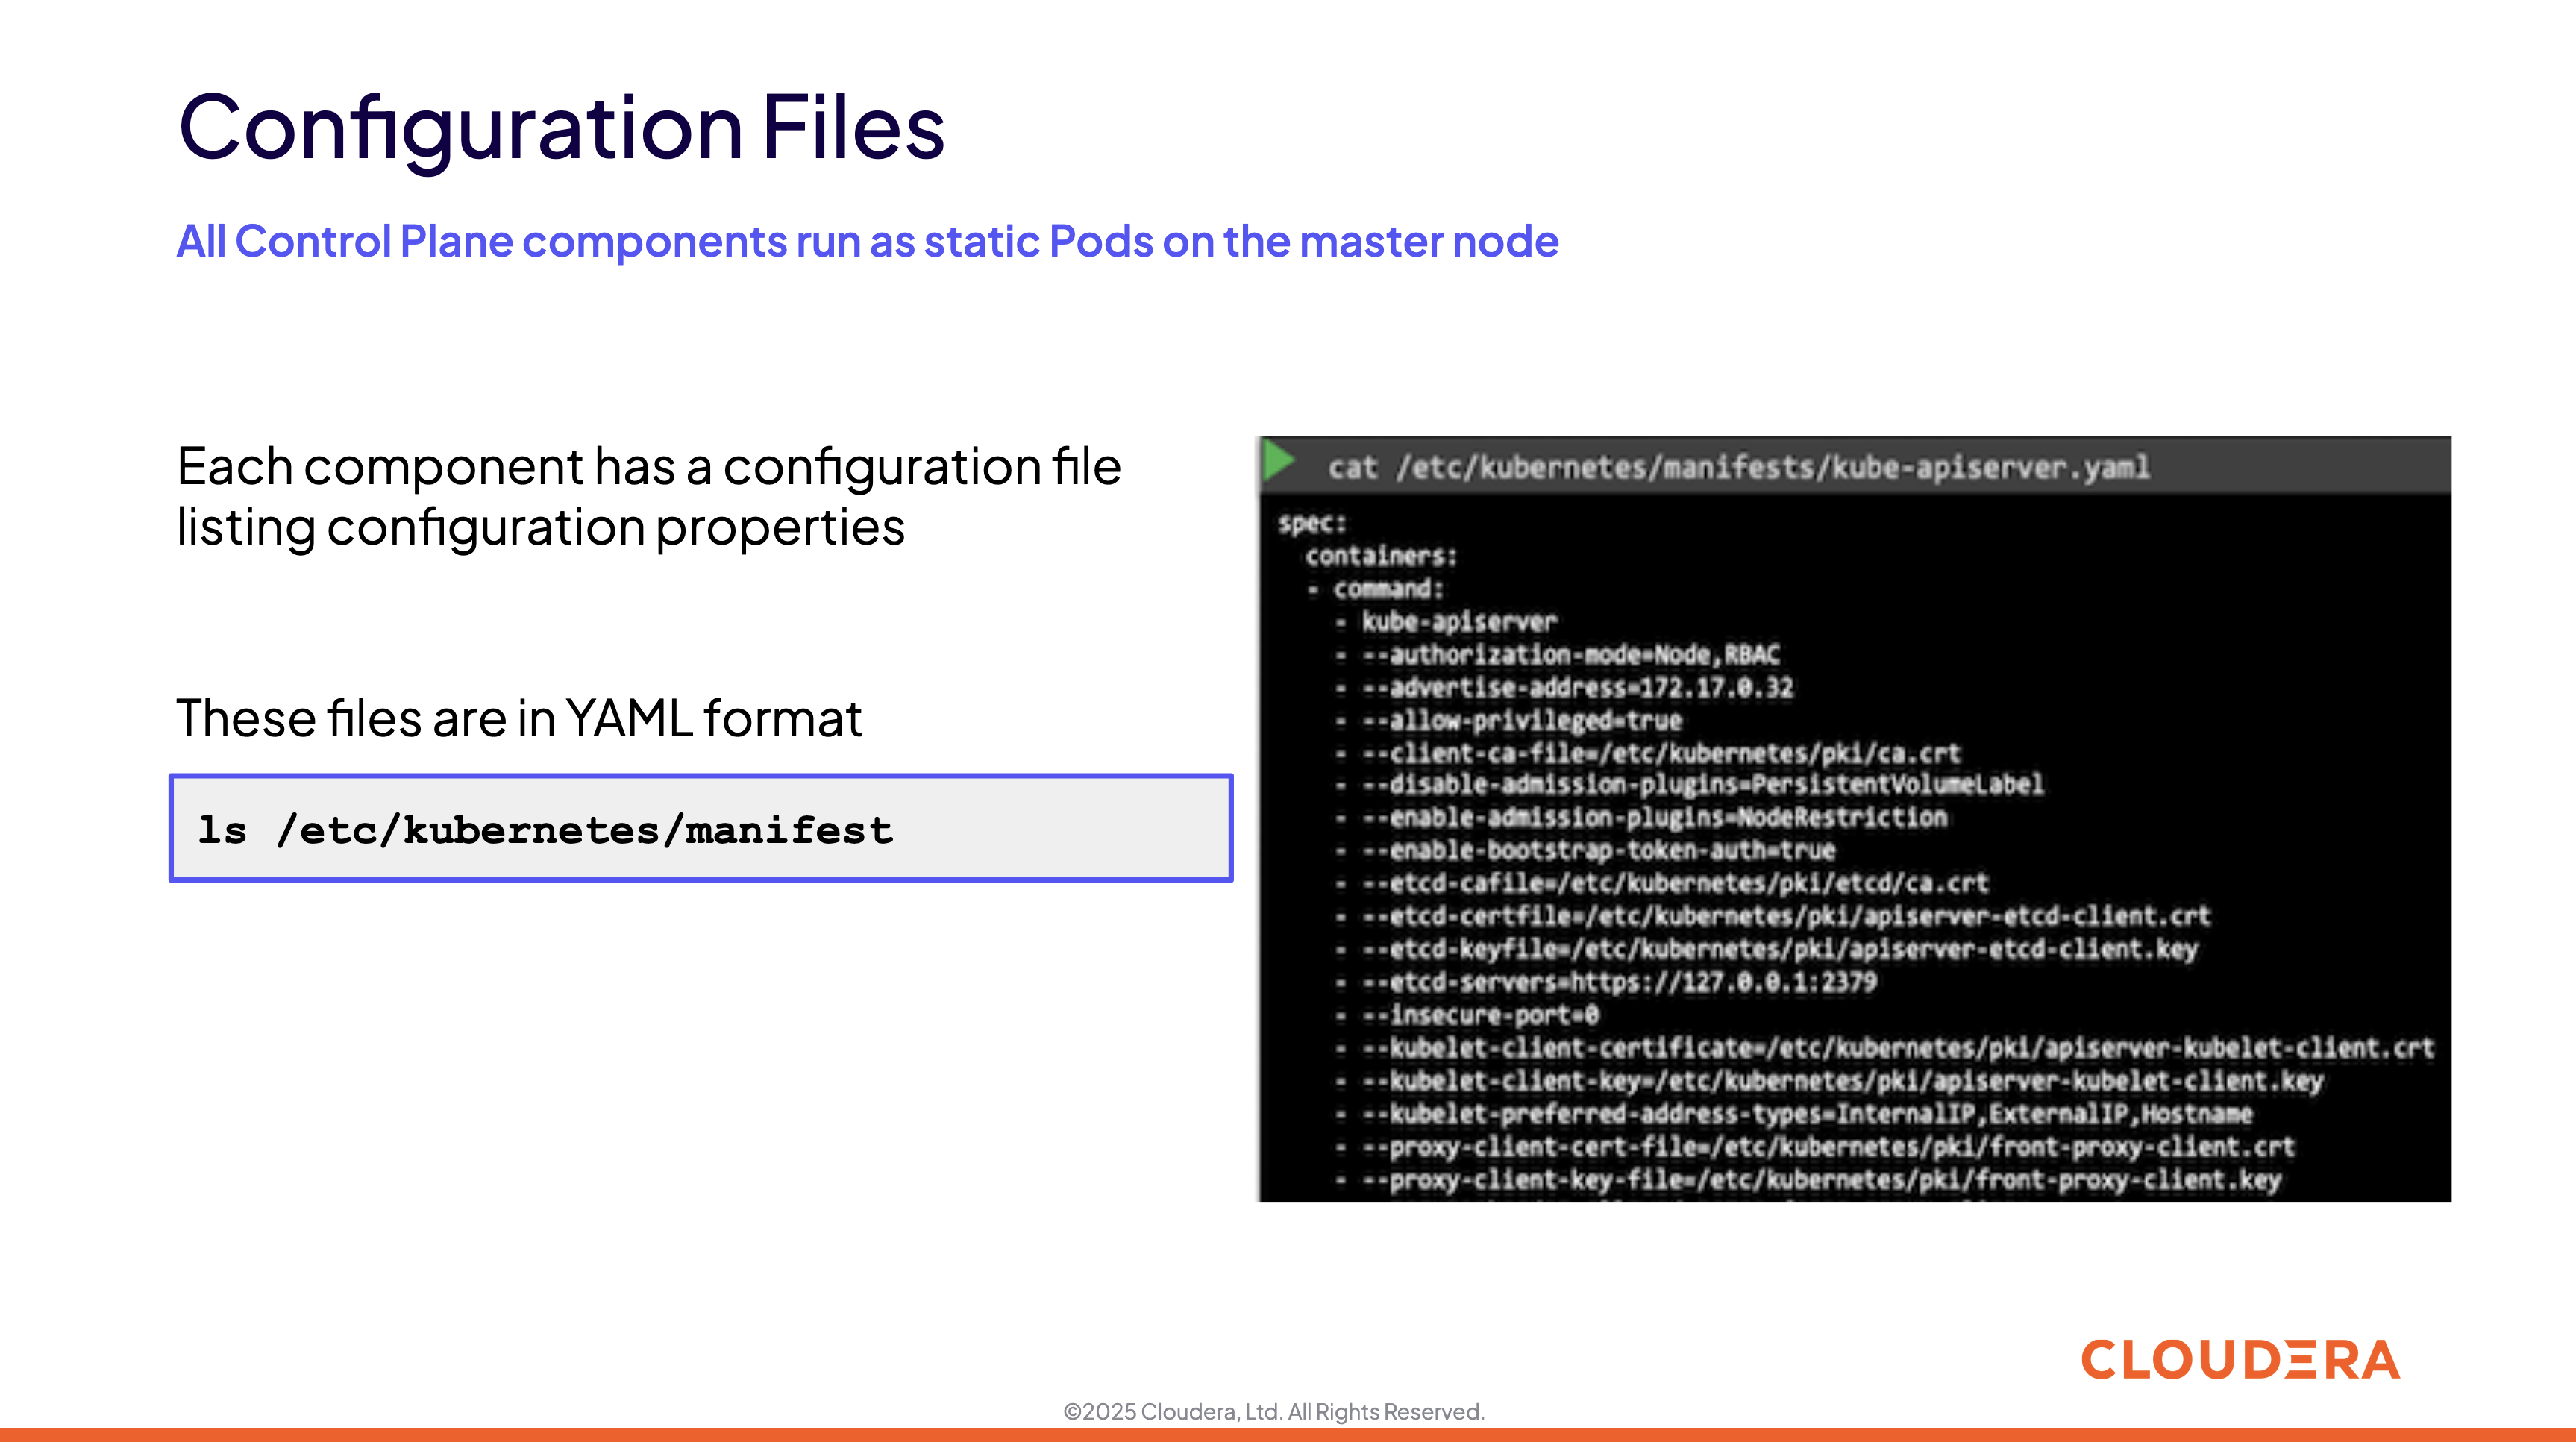 Configuration Files
All Control Plane components run as static Pods on the master node
Each component has a configuration file
listing configuration properties
These files are in YAML format
ls /etc/kubernetes/manifest
cat /etc/kubernetes/manifests/kube-apiserver.yaml
spec:
  containers:
  - command:
    - kube-apiserver
    - --authorization-mode=Node,RBAC
    - --advertise-address=172.17.0.32
    - --allow-privileged=true
    - --client-ca-file=/etc/kubernetes/pki/ca.crt
    - --disable-admission-plugins=PersistentVolumeLabel
    - --enable-admission-plugins=NodeRestriction
    - --enable-bootstrap-token-auth=true
    - --etcd-cafile=/etc/kubernetes/pki/etcd/ca.crt
    - --etcd-certfile=/etc/kubernetes/pki/apiserver-etcd-client.crt
    - --etcd-keyfile=/etc/kubernetes/pki/apiserver-etcd-client.key
    - --etcd-servers=https://127.0.0.1:2379
    - --insecure-port=0
    - --kubelet-client-certificate=/etc/kubernetes/pki/apiserver-kubelet-client.crt
    - --kubelet-client-key=/etc/kubernetes/pki/apiserver-kubelet-client.key
    - --kubelet-preferred-address-types=InternalIP,ExternalIP,Hostname
    - --proxy-client-cert-file=/etc/kubernetes/pki/front-proxy-client.crt
    - --proxy-client-key-file=/etc/kubernetes/pki/front-proxy-client.key
CLOUDERA
©2025 Cloudera, Ltd. All Rights Reserved.